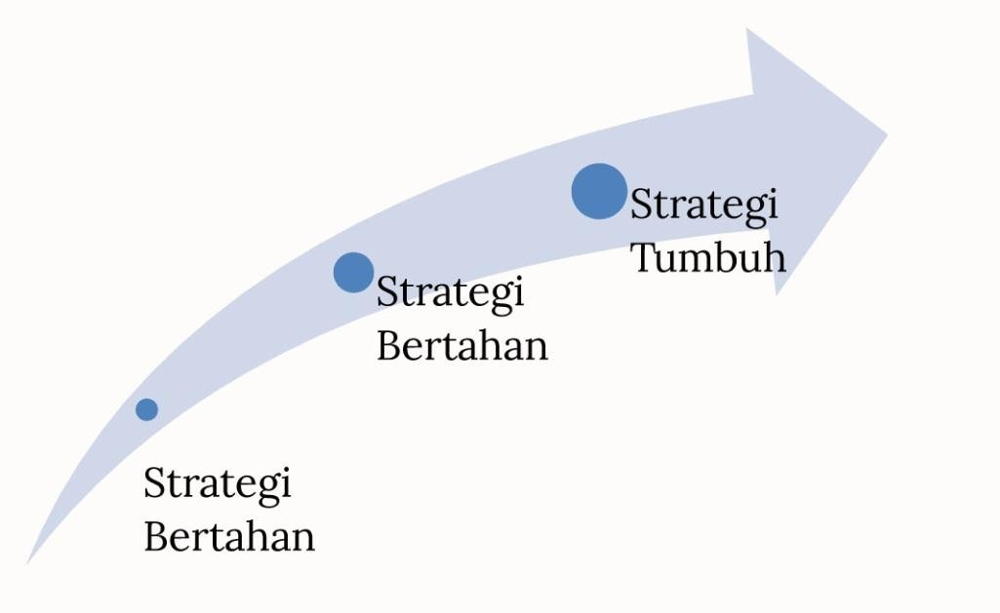 Strategi
Tumbuh
Strategi
Bertahan
Strategi
Bertahan